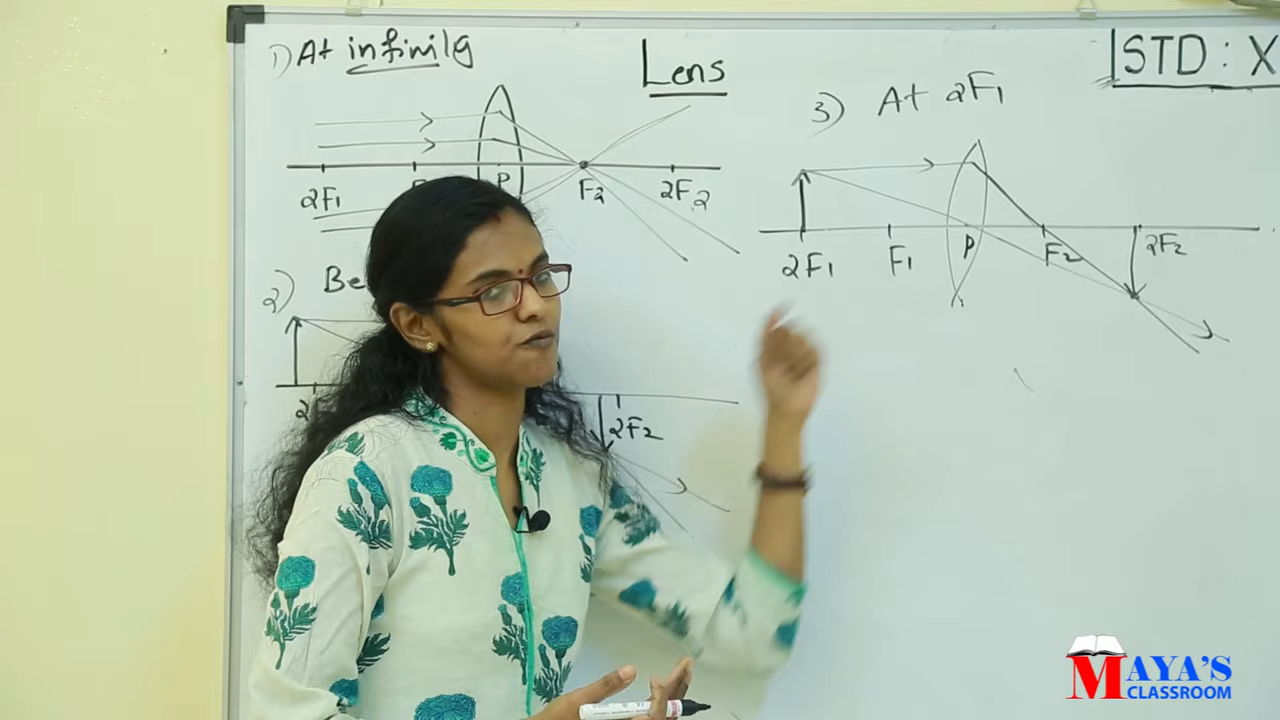 1) At infinity
Lens
STD : X
2F1
P
F2
2F2
3) At 2F1
2F1
F1
P
F2
2F2
2)
2F2
MAYA'S
CLASSROOM